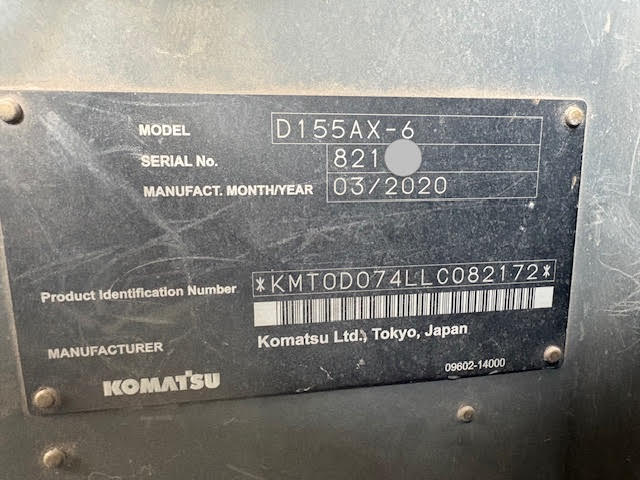 MODEL D155AX-6
SERIAL No. 821
MANUFACT. MONTH/YEAR 03/2020
Product Identification Number *KMT0D074LLC082172*
Komatsu Ltd., Tokyo, Japan
MANUFACTURER
KOMATSU
09602-14000